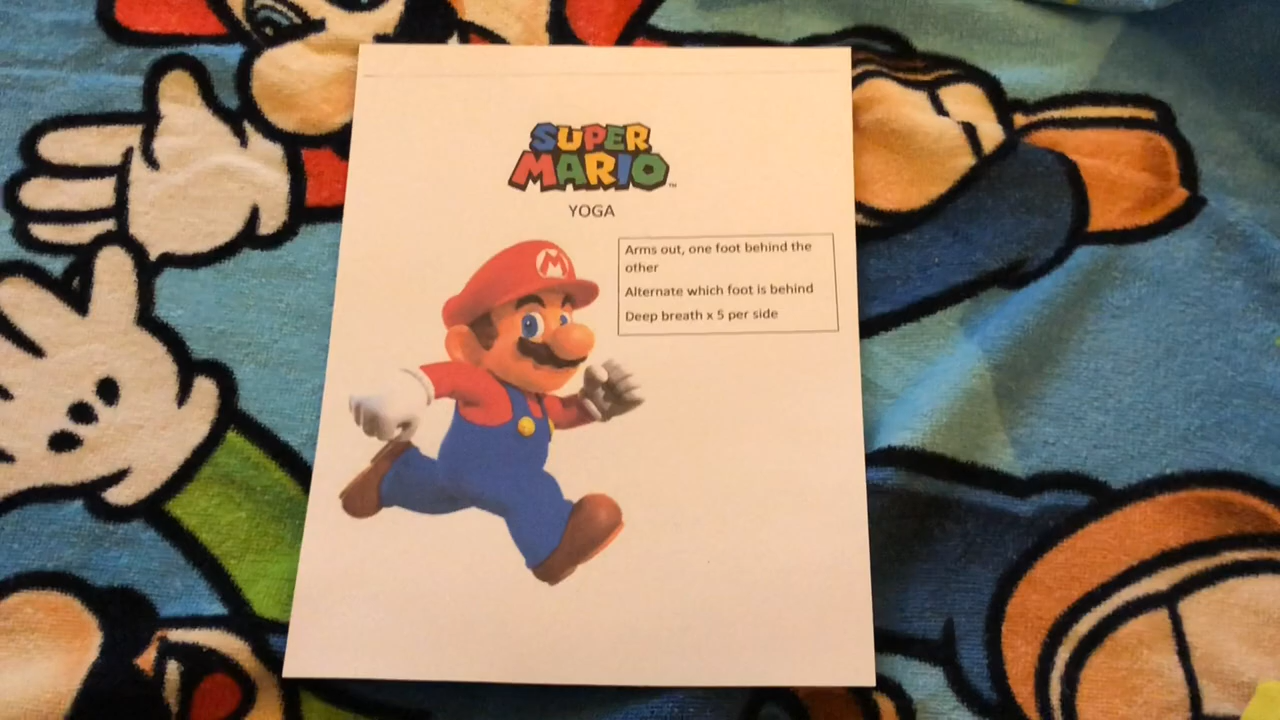 SUPER
MARIO™
YOGA
Arms out, one foot behind the
other
Alternate which foot is behind
Deep breath x 5 per side
M